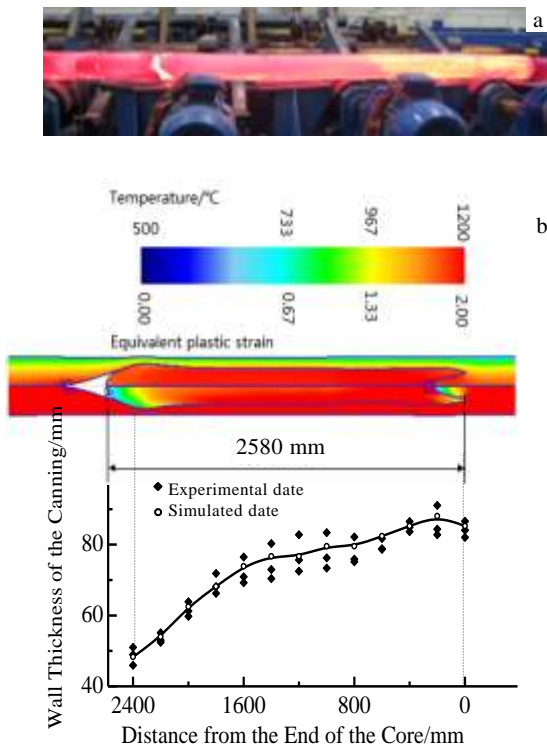 a
Temperature/℃
b
500 733 967 1200
0.00 0.67 1.33 2.00
Equivalent plastic strain
2580 mm
Wall Thickness of the Canning/mm
Experimental date
Simulated date
80
60
40
2400 1600 800 0
Distance from the End of the Core/mm